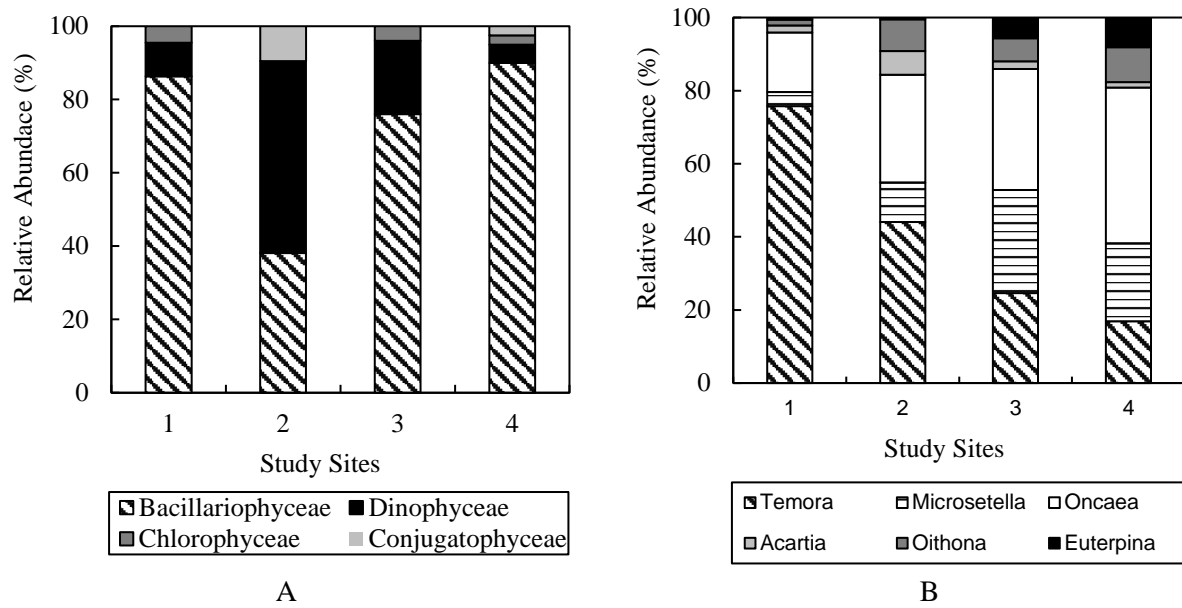 Relative Abundace (%)
100
80
60
40
20
0
1 2 3 4
Study Sites
Bacillariophyceae Dinophyceae
Chlorophyceae Conjugatophyceae
A
Relative Abundance (%)
100
80
60
40
20
0
1 2 3 4
Study Sites
Temora Microsetella Oncaea
Acartia Oithona Euterpina
B